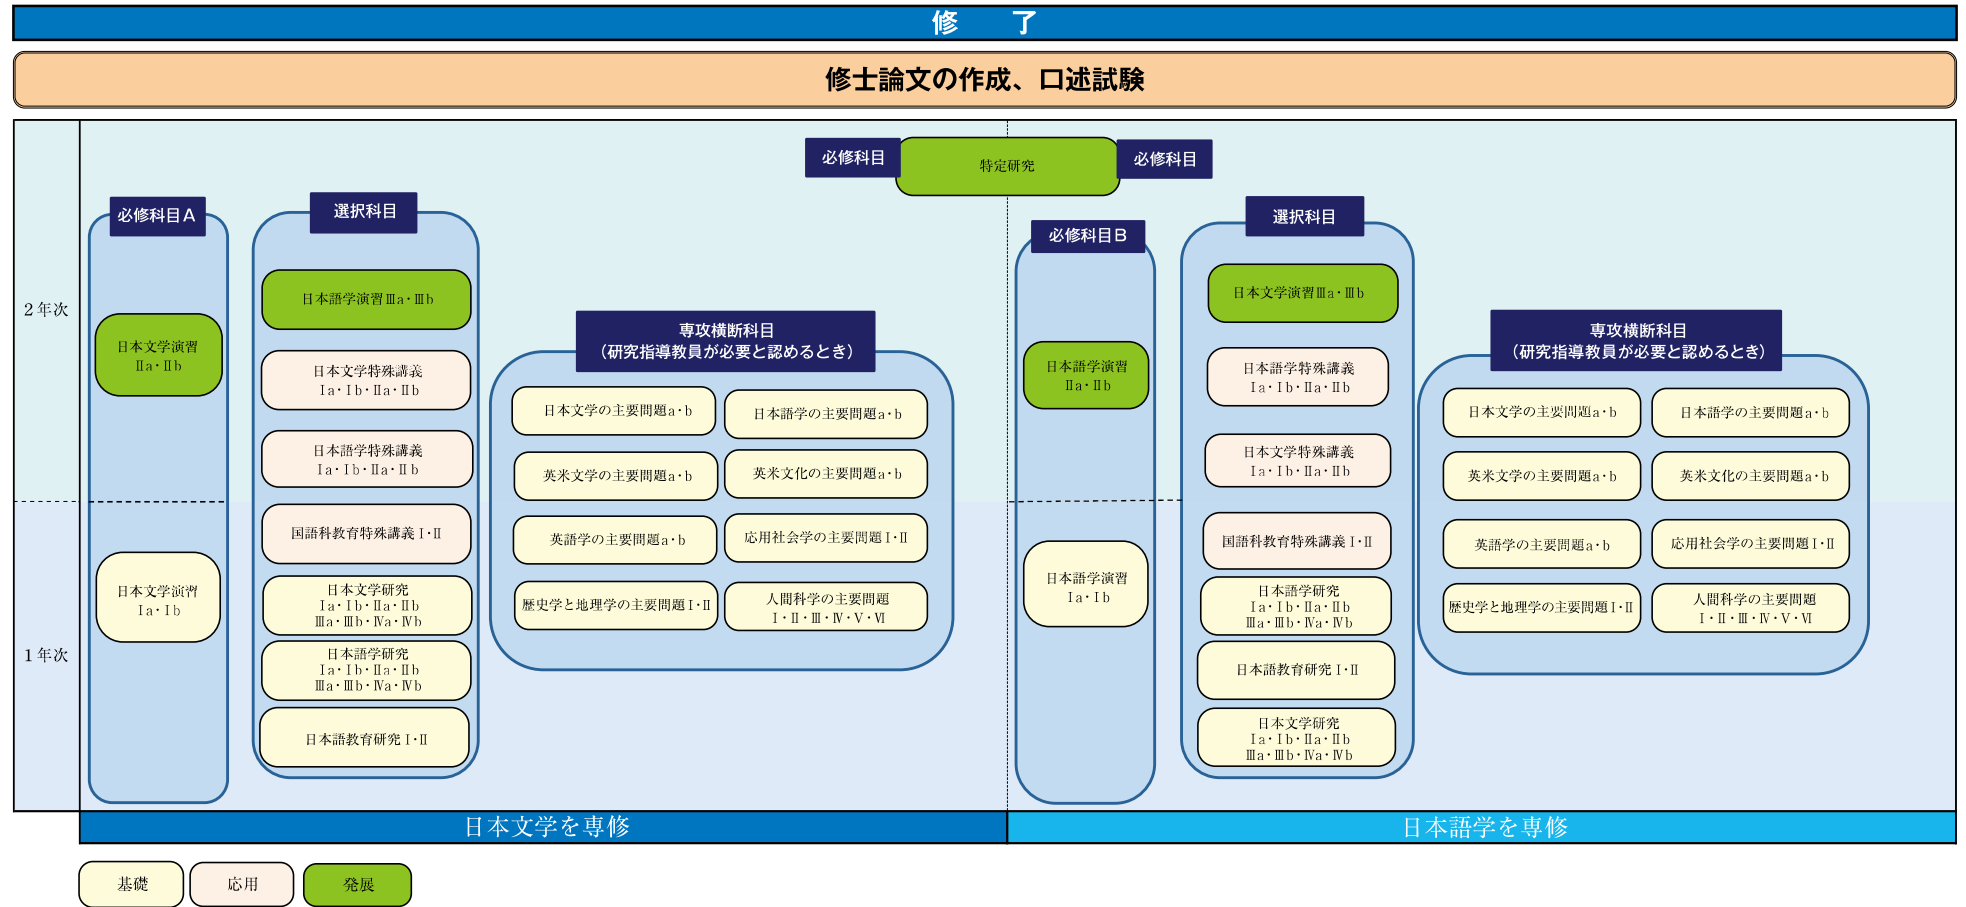 修　了
修士論文の作成、口述試験
２年次
１年次
必修科目
特定研究
必修科目
必修科目Ａ
日本文学演習
Ⅱa・Ⅱb
日本文学演習
Ⅰa・Ⅰb
選択科目
日本語学演習Ⅲa・Ⅲb
日本文学特殊講義
Ⅰa・Ⅰb・Ⅱa・Ⅱb
日本語学特殊講義
Ⅰa・Ⅰb・Ⅱa・Ⅱb
国語科教育特殊講義Ⅰ・Ⅱ
日本文学研究
Ⅰa・Ⅰb・Ⅱa・Ⅱb
Ⅲa・Ⅲb・Ⅳa・Ⅳb
日本語学研究
Ⅰa・Ⅰb・Ⅱa・Ⅱb
Ⅲa・Ⅲb・Ⅳa・Ⅳb
日本語教育研究Ⅰ・Ⅱ
専攻横断科目
（研究指導教員が必要と認めるとき）
日本文学の主要問題a・b
日本語学の主要問題a・b
英米文学の主要問題a・b
英米文化の主要問題a・b
英語学の主要問題a・b
応用社会学の主要問題Ⅰ・Ⅱ
歴史学と地理学の主要問題Ⅰ・Ⅱ
人間科学の主要問題
Ⅰ・Ⅱ・Ⅲ・Ⅳ・Ⅴ・Ⅵ
必修科目Ｂ
日本語学演習
Ⅱa・Ⅱb
日本語学演習
Ⅰa・Ⅰb
選択科目
日本文学演習Ⅲa・Ⅲb
日本語学特殊講義
Ⅰa・Ⅰb・Ⅱa・Ⅱb
日本文学特殊講義
Ⅰa・Ⅰb・Ⅱa・Ⅱb
国語科教育特殊講義Ⅰ・Ⅱ
日本語学研究
Ⅰa・Ⅰb・Ⅱa・Ⅱb
Ⅲa・Ⅲb・Ⅳa・Ⅳb
日本語教育研究Ⅰ・Ⅱ
日本文学研究
Ⅰa・Ⅰb・Ⅱa・Ⅱb
Ⅲa・Ⅲb・Ⅳa・Ⅳb
専攻横断科目
（研究指導教員が必要と認めるとき）
日本文学の主要問題a・b
日本語学の主要問題a・b
英米文学の主要問題a・b
英米文化の主要問題a・b
英語学の主要問題a・b
応用社会学の主要問題Ⅰ・Ⅱ
歴史学と地理学の主要問題Ⅰ・Ⅱ
人間科学の主要問題
Ⅰ・Ⅱ・Ⅲ・Ⅳ・Ⅴ・Ⅵ
日本文学を専修
日本語学を専修
基礎
応用
発展